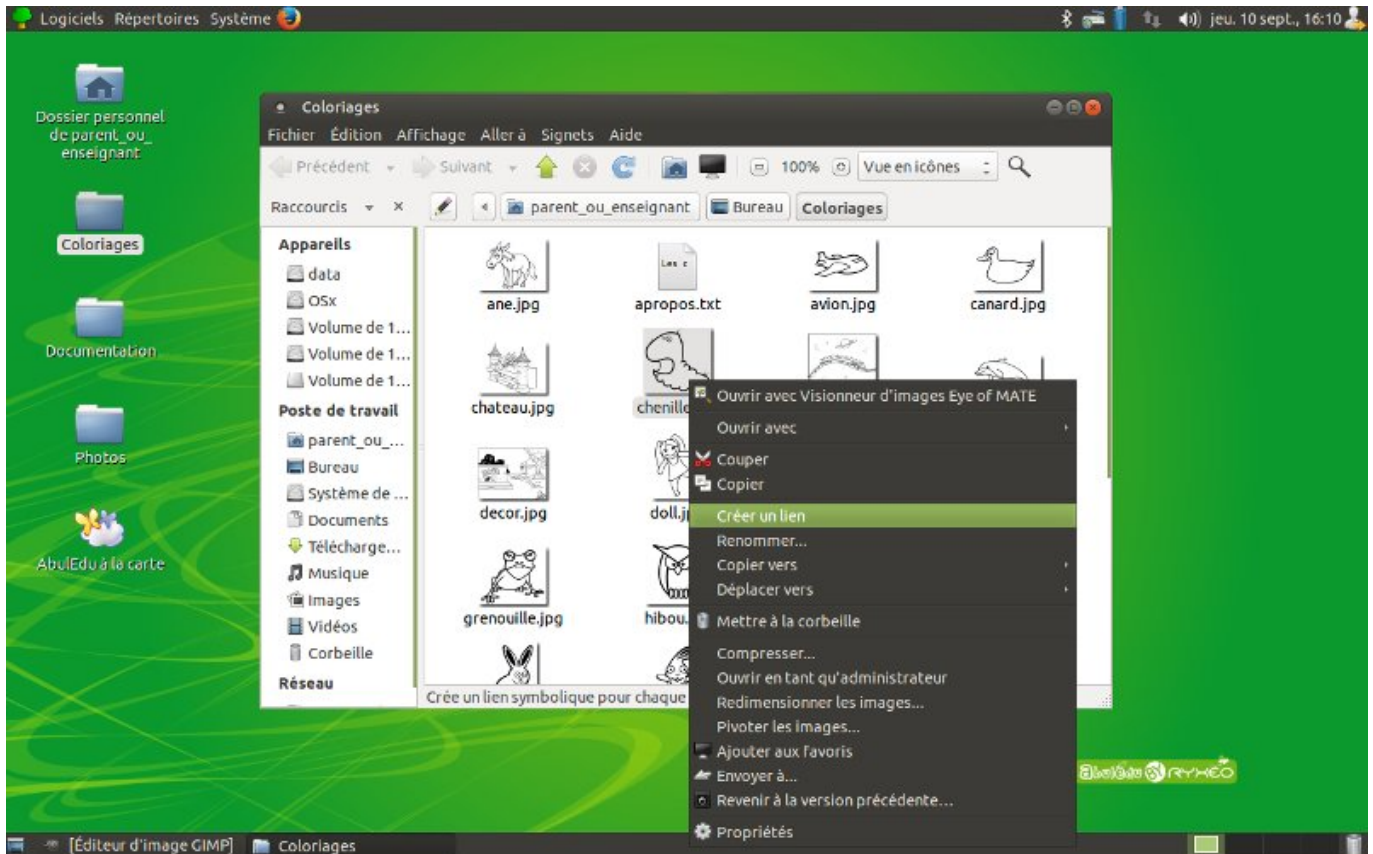 Logiciels Répertoires Système
jeu. 10 sept., 16:10
Dossier personnel
de parent_ou_
enseignant
Coloriages
Documentation
Photos
AbulEdu à la carte
Coloriages
Fichier Édition Affichage Aller à Signets Aide
Précédent Suivant 100% Vue en icônes
Raccourcis parent_ou_enseignant Bureau Coloriages
Appareils
data
OSx
Volume de 1...
Volume de 1...
Volume de 1...
Poste de travail
parent_ou_...
Bureau
Système de ...
Documents
Télécharge...
Musique
Images
Vidéos
Corbeille
Réseau
Les c
ane.jpg apropos.txt avion.jpg canard.jpg
chateau.jpg chenille
decor.jpg doll.j
grenouille.jpg hibou.
Crée un lien symbolique pour chaque
Ouvrir avec Visionneur d'images Eye of MATE
Ouvrir avec
Couper
Copier
Créer un lien
Renommer...
Copier vers
Déplacer vers
Mettre à la corbeille
Compresser...
Ouvrir en tant qu'administrateur
Redimensionner les images...
Pivoter les images...
Ajouter aux favoris
Envoyer à...
Revenir à la version précédente...
Propriétés
abulédu RYXEO
[Éditeur d'image GIMP] Coloriages